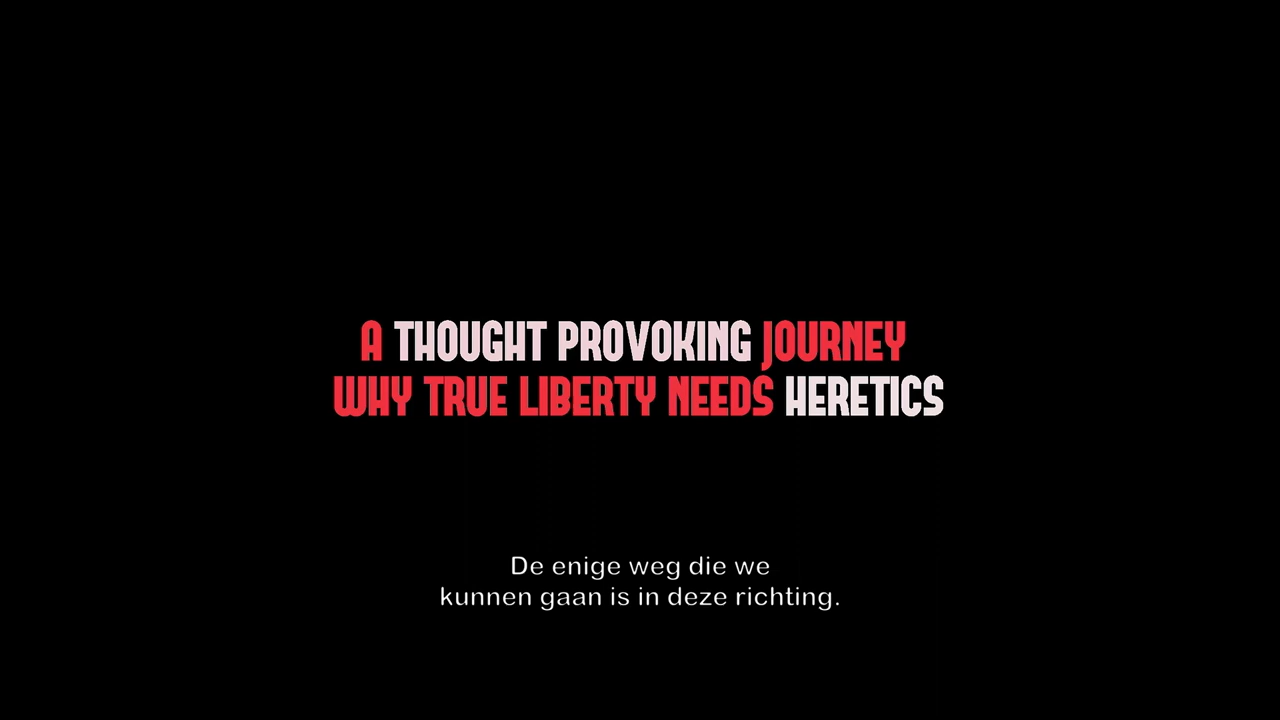 A THOUGHT PROVOKING JOURNEY
WHY TRUE LIBERTY NEEDS HERETICS
De enige weg die we
kunnen gaan is in deze richting.